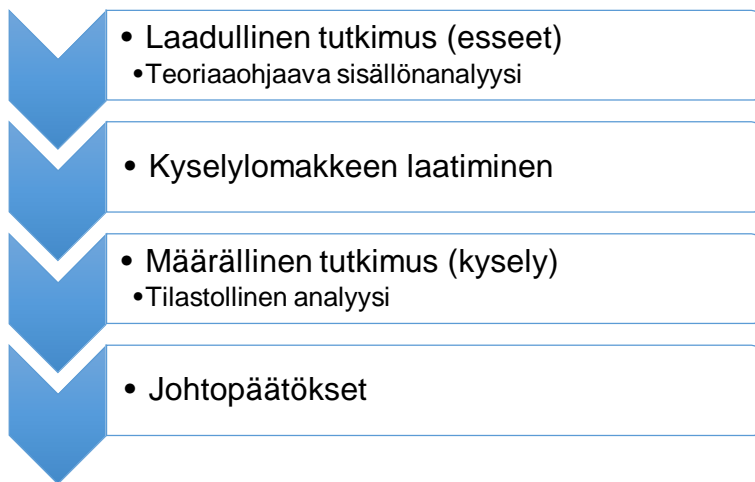 • Laadullinen tutkimus (esseet)
•Teoriaaohjaava sisällönanalyysi
• Kyselylomakkeen laatiminen
• Määrällinen tutkimus (kysely)
•Tilastollinen analyysi
• Johtopäätökset